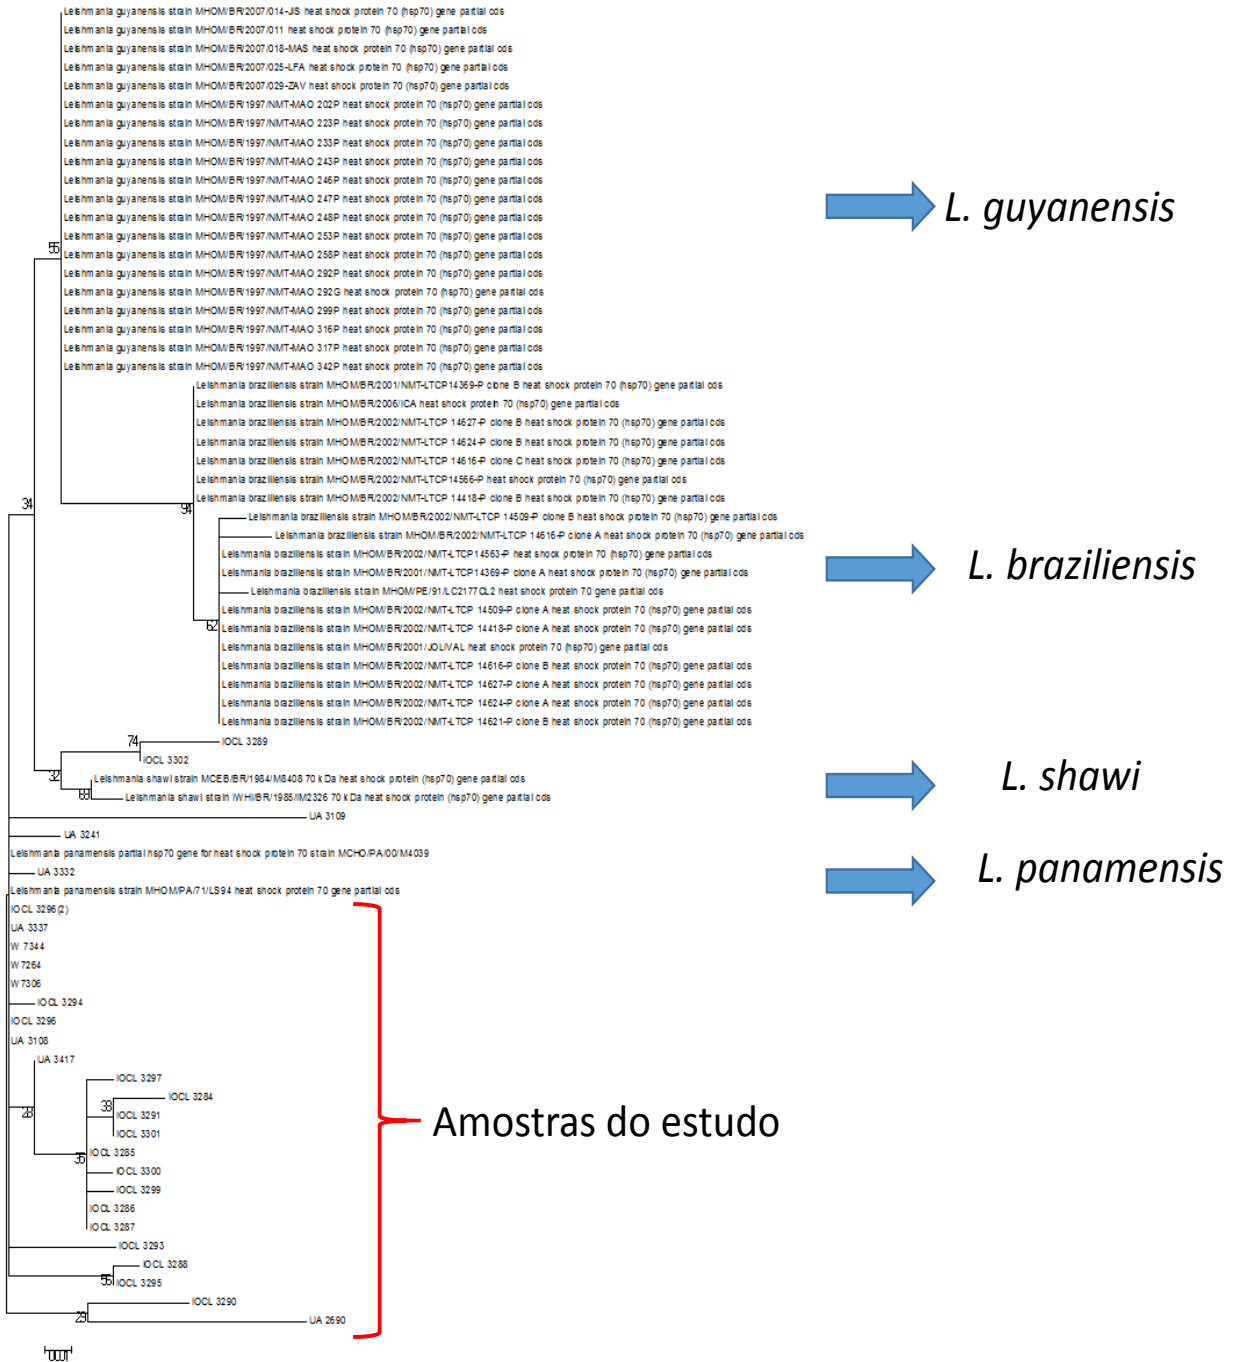 Leishmania guyanensis strain MHOM/BR/2007/014-JIS heat shock protein 70 (hsp70) gene partial cds
Leishmania guyanensis strain MHOM/BR/2007/011 heat shock protein 70 (hsp70) gene partial cds
Leishmania guyanensis strain MHOM/BR/2007/018-MAS heat shock protein 70 (hsp70) gene partial cds
Leishmania guyanensis strain MHOM/BR/2007/025-LFA heat shock protein 70 (hsp70) gene partial cds
Leishmania guyanensis strain MHOM/BR/2007/029-ZAV heat shock protein 70 (hsp70) gene partial cds
Leishmania guyanensis strain MHOM/BR/1997/NMT-MAO 202P heat shock protein 70 (hsp70) gene partial cds
Leishmania guyanensis strain MHOM/BR/1997/NMT-MAO 223P heat shock protein 70 (hsp70) gene partial cds
Leishmania guyanensis strain MHOM/BR/1997/NMT-MAO 233P heat shock protein 70 (hsp70) gene partial cds
Leishmania guyanensis strain MHOM/BR/1997/NMT-MAO 243P heat shock protein 70 (hsp70) gene partial cds
Leishmania guyanensis strain MHOM/BR/1997/NMT-MAO 246P heat shock protein 70 (hsp70) gene partial cds
Leishmania guyanensis strain MHOM/BR/1997/NMT-MAO 247P heat shock protein 70 (hsp70) gene partial cds
L. guyanensis
Leishmania guyanensis strain MHOM/BR/1997/NMT-MAO 248P heat shock protein 70 (hsp70) gene partial cds
Leishmania guyanensis strain MHOM/BR/1997/NMT-MAO 253P heat shock protein 70 (hsp70) gene partial cds
55
Leishmania guyanensis strain MHOM/BR/1997/NMT-MAO 258P heat shock protein 70 (hsp70) gene partial cds
Leishmania guyanensis strain MHOM/BR/1997/NMT-MAO 292P heat shock protein 70 (hsp70) gene partial cds
Leishmania guyanensis strain MHOM/BR/1997/NMT-MAO 292G heat shock protein 70 (hsp70) gene partial cds
Leishmania guyanensis strain MHOM/BR/1997/NMT-MAO 299P heat shock protein 70 (hsp70) gene partial cds
Leishmania guyanensis strain MHOM/BR/1997/NMT-MAO 316P heat shock protein 70 (hsp70) gene partial cds
Leishmania guyanensis strain MHOM/BR/1997/NMT-MAO 317P heat shock protein 70 (hsp70) gene partial cds
Leishmania guyanensis strain MHOM/BR/1997/NMT-MAO 342P heat shock protein 70 (hsp70) gene partial cds
Leishmania braziliensis strain MHOM/BR/2001/NMT-LTCP14369-P clone B heat shock protein 70 (hsp70) gene partial cds
Leishmania braziliensis strain MHOM/BR/2006/ICA heat shock protein 70 (hsp70) gene partial cds
Leishmania braziliensis strain MHOM/BR/2002/NMT-LTCP 14627-P clone B heat shock protein 70 (hsp70) gene partial cds
Leishmania braziliensis strain MHOM/BR/2002/NMT-LTCP 14624-P clone B heat shock protein 70 (hsp70) gene partial cds
Leishmania braziliensis strain MHOM/BR/2002/NMT-LTCP 14616-P clone C heat shock protein 70 (hsp70) gene partial cds
Leishmania braziliensis strain MHOM/BR/2002/NMT-LTCP14566-P heat shock protein 70 (hsp70) gene partial cds
Leishmania braziliensis strain MHOM/BR/2002/NMT-LTCP 14418-P clone B heat shock protein 70 (hsp70) gene partial cds
34
94
Leishmania braziliensis strain MHOM/BR/2002/NMT-LTCP 14509-P clone B heat shock protein 70 (hsp70) gene partial cds
Leishmania braziliensis strain MHOM/BR/2002/NMT-LTCP 14616-P clone A heat shock protein 70 (hsp70) gene partial cds
Leishmania braziliensis strain MHOM/BR/2002/NMT-LTCP14563-P heat shock protein 70 (hsp70) gene partial cds
L. braziliensis
Leishmania braziliensis strain MHOM/BR/2001/NMT-LTCP14369-P clone A heat shock protein 70 (hsp70) gene partial cds
Leishmania braziliensis strain MHOM/PE/91/LC2177CL2 heat shock protein 70 gene partial cds
Leishmania braziliensis strain MHOM/BR/2002/NMT-LTCP 14509-P clone A heat shock protein 70 (hsp70) gene partial cds
62
Leishmania braziliensis strain MHOM/BR/2002/NMT-LTCP 14418-P clone A heat shock protein 70 (hsp70) gene partial cds
Leishmania braziliensis strain MHOM/BR/2001/JOLIVAL heat shock protein 70 (hsp70) gene partial cds
Leishmania braziliensis strain MHOM/BR/2002/NMT-LTCP 14616-P clone B heat shock protein 70 (hsp70) gene partial cds
Leishmania braziliensis strain MHOM/BR/2002/NMT-LTCP 14627-P clone A heat shock protein 70 (hsp70) gene partial cds
Leishmania braziliensis strain MHOM/BR/2002/NMT-LTCP 14624-P clone A heat shock protein 70 (hsp70) gene partial cds
Leishmania braziliensis strain MHOM/BR/2002/NMT-LTCP 14621-P clone B heat shock protein 70 (hsp70) gene partial cds
74
IOCL 3289
IOCL 3302
32
Leishmania shawi strain MCEB/BR/1984/M8408 70 kDa heat shock protein (hsp70) gene partial cds
L. shawi
Leishmania shawi strain IWHI/BR/1985/IM2326 70 kDa heat shock protein (hsp70) gene partial cds
UA 3109
UA 3241
Leishmania panamensis partial hsp70 gene for heat shock protein 70 strain MCHO/PA/00/M4039
L. panamensis
UA 3332
Leishmania panamensis strain MHOM/PA/71/LS94 heat shock protein 70 gene partial cds
IOCL 3296(2)
UA 3337
W 7344
W 7264
W 7306
IOCL 3294
IOCL 3296
UA 3108
UA 3417
IOCL 3297
IOCL 3284
33
28
IOCL 3291
Amostras do estudo
IOCL 3301
IOCL 3285
35
IOCL 3300
IOCL 3299
IOCL 3286
IOCL 3287
IOCL 3293
IOCL 3288
56
IOCL 3295
IOCL 3290
29
UA 2690